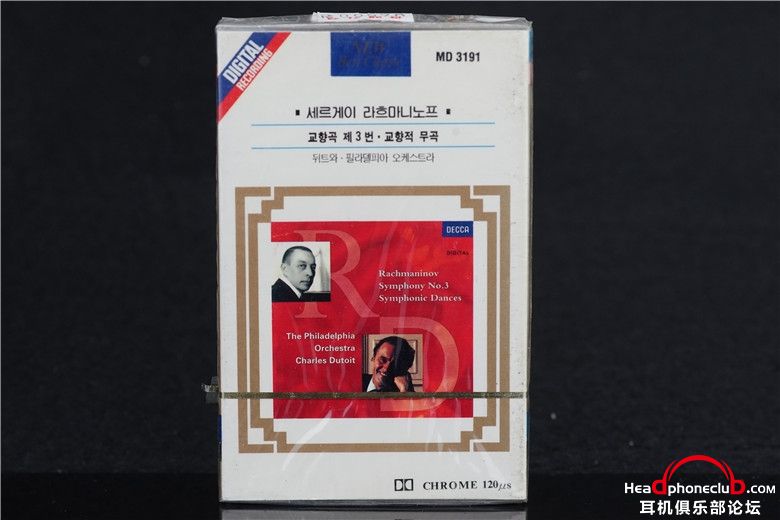 DIGITAL
RECORDING
MD 3191
▪ 세르게이 라흐마니노프 ▪
교향곡 제 3 번 · 교향적 무곡
뒤트와 · 필라델피아 오케스트라
DECCA
DIGITAL
R
Rachmaninov
Symphony No.3
Symphonic Dances
The Philadelphia
Orchestra
Charles Dutoit
D
CHROME 120μs
HeadphoneClub.com
耳机俱乐部论坛